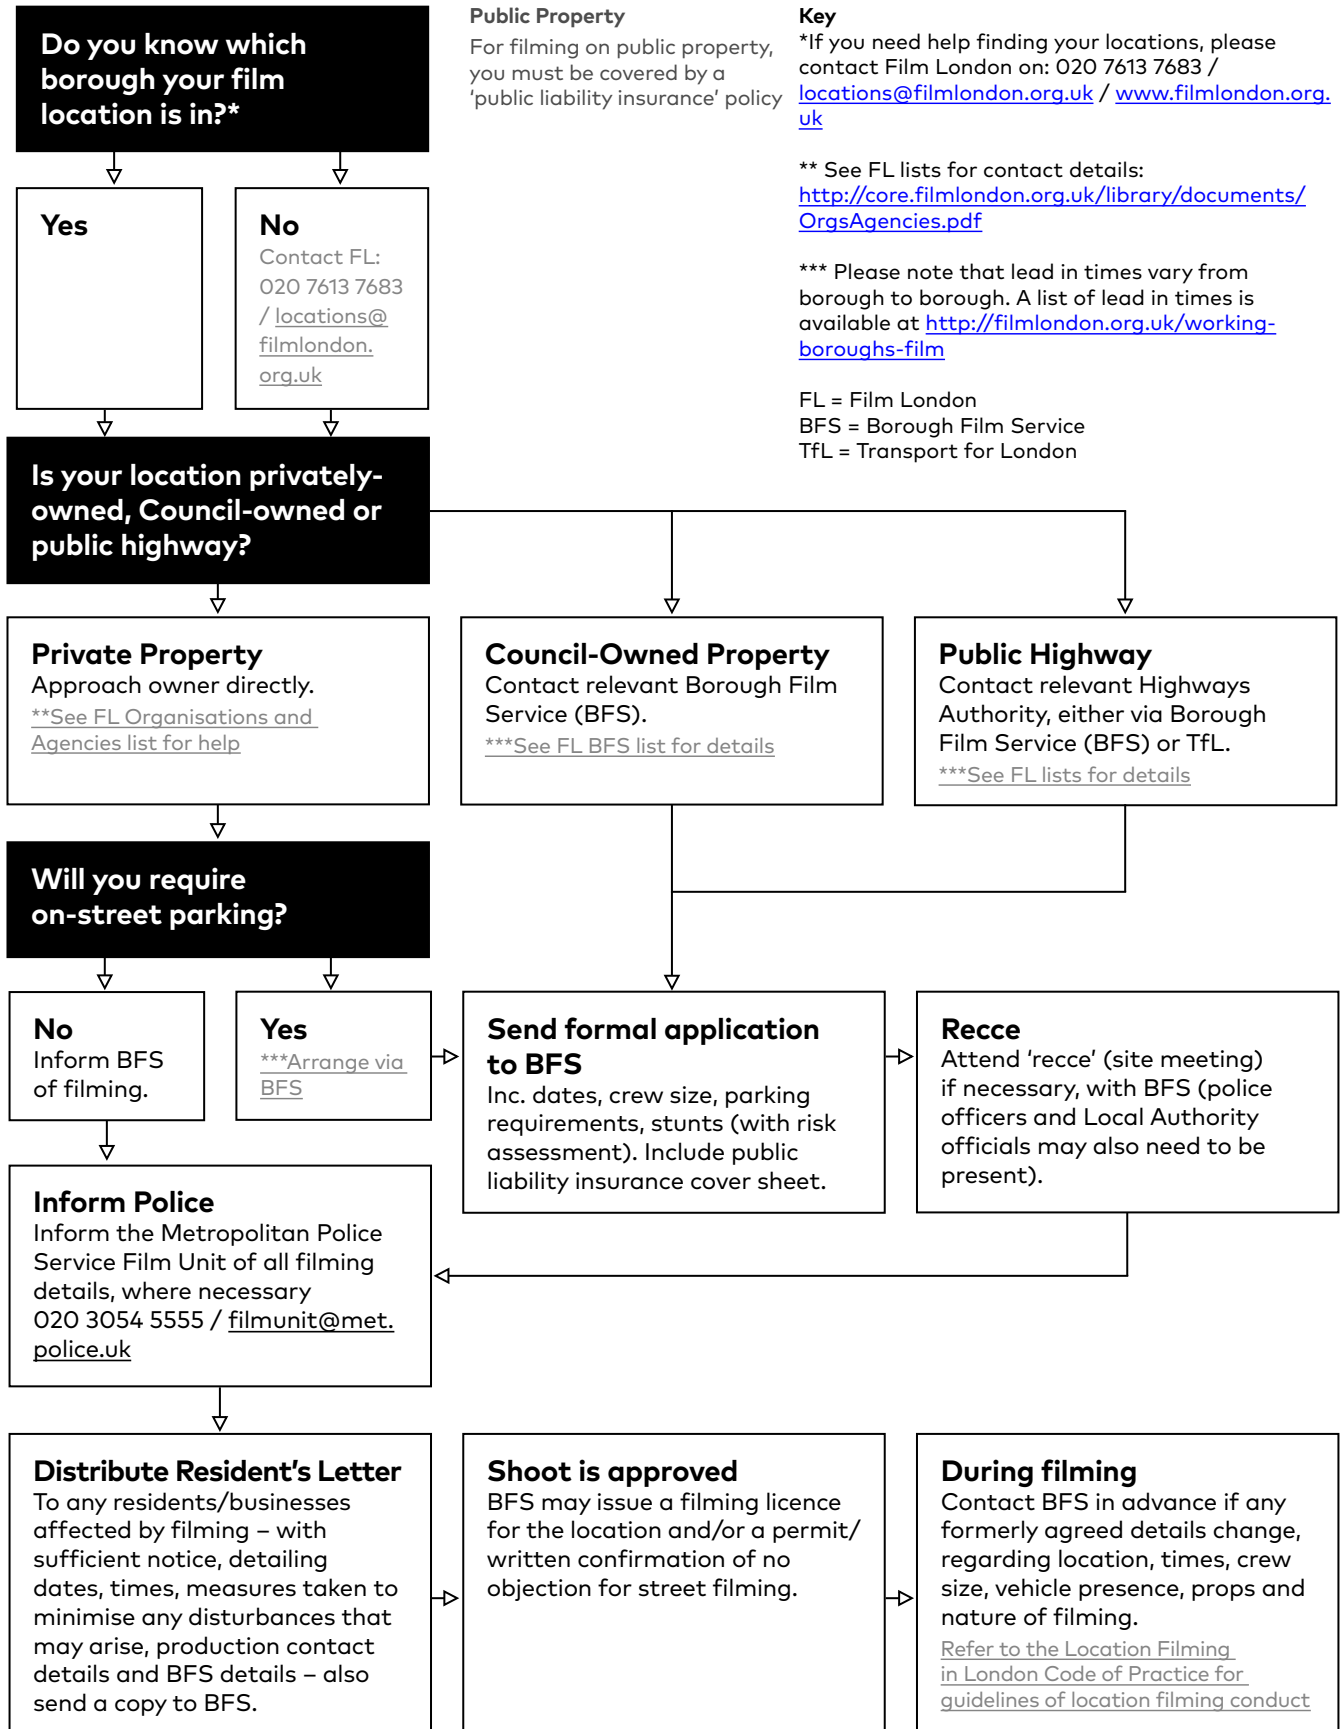 Do you know which
borough your film
location is in?*
Public Property
For filming on public property,
you must be covered by a
‘public liability insurance’ policy
Key
*If you need help finding your locations, please
contact Film London on: 020 7613 7683 /
locations@filmlondon.org.uk / www.filmlondon.org.
uk
** See FL lists for contact details:
http://core.filmlondon.org.uk/library/documents/
OrgsAgencies.pdf
*** Please note that lead in times vary from
borough to borough. A list of lead in times is
available at http://filmlondon.org.uk/working-
boroughs-film
FL = Film London
BFS = Borough Film Service
TfL = Transport for London
Yes
No
Contact FL:
020 7613 7683
/ locations@
filmlondon.
org.uk
Is your location privately-
owned, Council-owned or
public highway?
Private Property
Approach owner directly.
**See FL Organisations and
Agencies list for help
Council-Owned Property
Contact relevant Borough Film
Service (BFS).
***See FL BFS list for details
Public Highway
Contact relevant Highways
Authority, either via Borough
Film Service (BFS) or TfL.
***See FL lists for details
Will you require
on-street parking?
No
Inform BFS
of filming.
Yes
***Arrange via
BFS
Send formal application
to BFS
Inc. dates, crew size, parking
requirements, stunts (with risk
assessment). Include public
liability insurance cover sheet.
Recce
Attend ‘recce’ (site meeting)
if necessary, with BFS (police
officers and Local Authority
officials may also need to be
present).
Inform Police
Inform the Metropolitan Police
Service Film Unit of all filming
details, where necessary
020 3054 5555 / filmunit@met.
police.uk
Distribute Resident’s Letter
To any residents/businesses
affected by filming – with
sufficient notice, detailing
dates, times, measures taken to
minimise any disturbances that
may arise, production contact
details and BFS details – also
send a copy to BFS.
Shoot is approved
BFS may issue a filming licence
for the location and/or a permit/
written confirmation of no
objection for street filming.
During filming
Contact BFS in advance if any
formerly agreed details change,
regarding location, times, crew
size, vehicle presence, props and
nature of filming.
Refer to the Location Filming
in London Code of Practice for
guidelines of location filming conduct